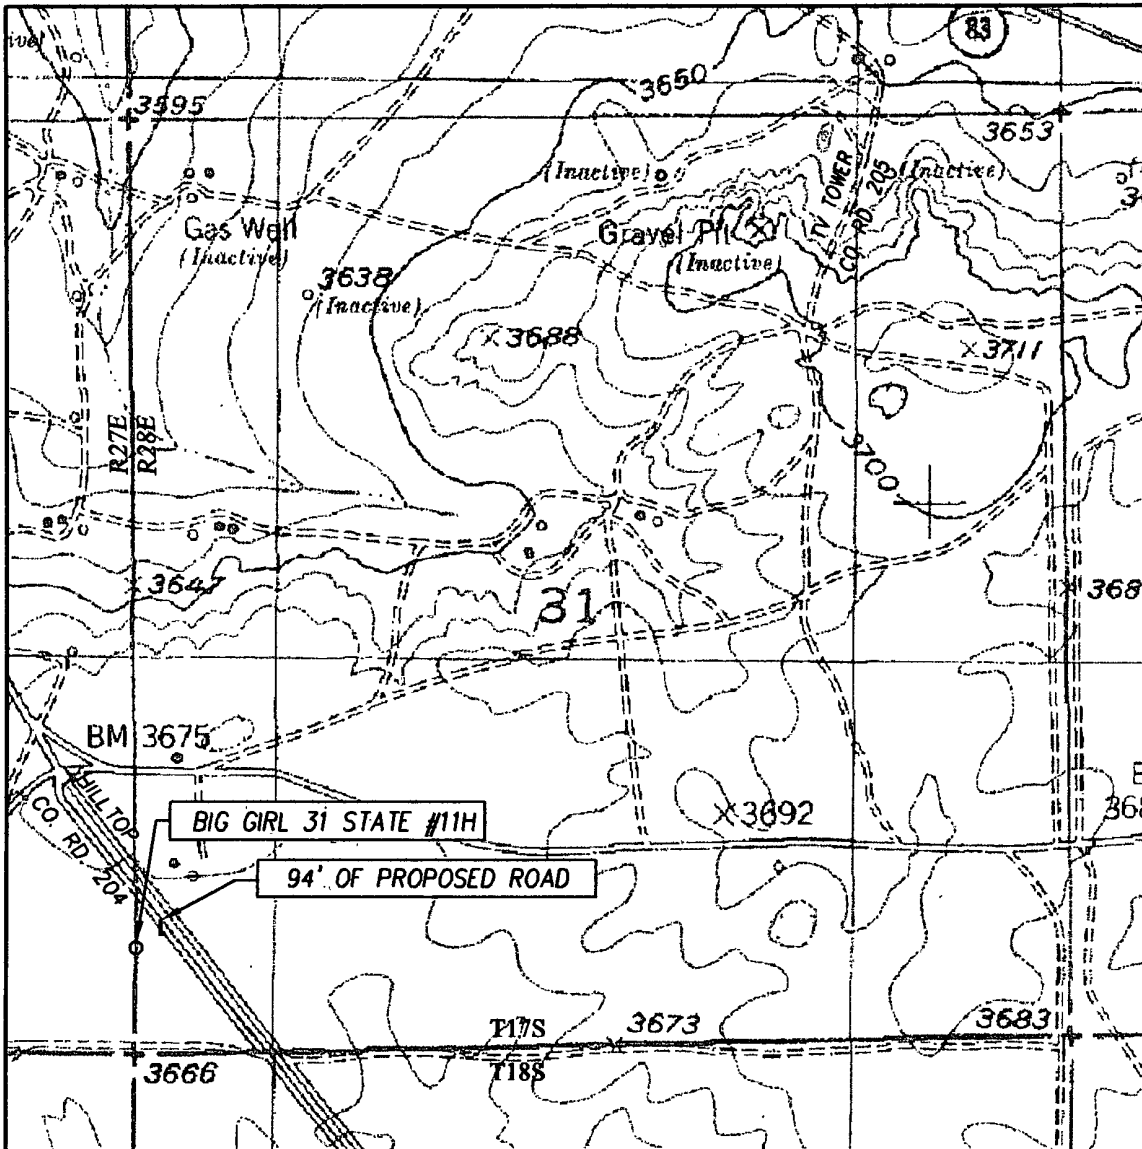 83
3650
3595
3653
(Inactive)
(Inactive)
TV TOWER
CO. RD. 205
Gas Well
(Inactive)
Gravel Pit
(Inactive)
3638
(Inactive)
3688
3711
R27E
R28E
3700
3647
31
368
BM 3675
HILLTOP
CO. RD. 204
BIG GIRL 31 STATE #11H
3692
94' OF PROPOSED ROAD
T17S
3673
3683
T18S
3666